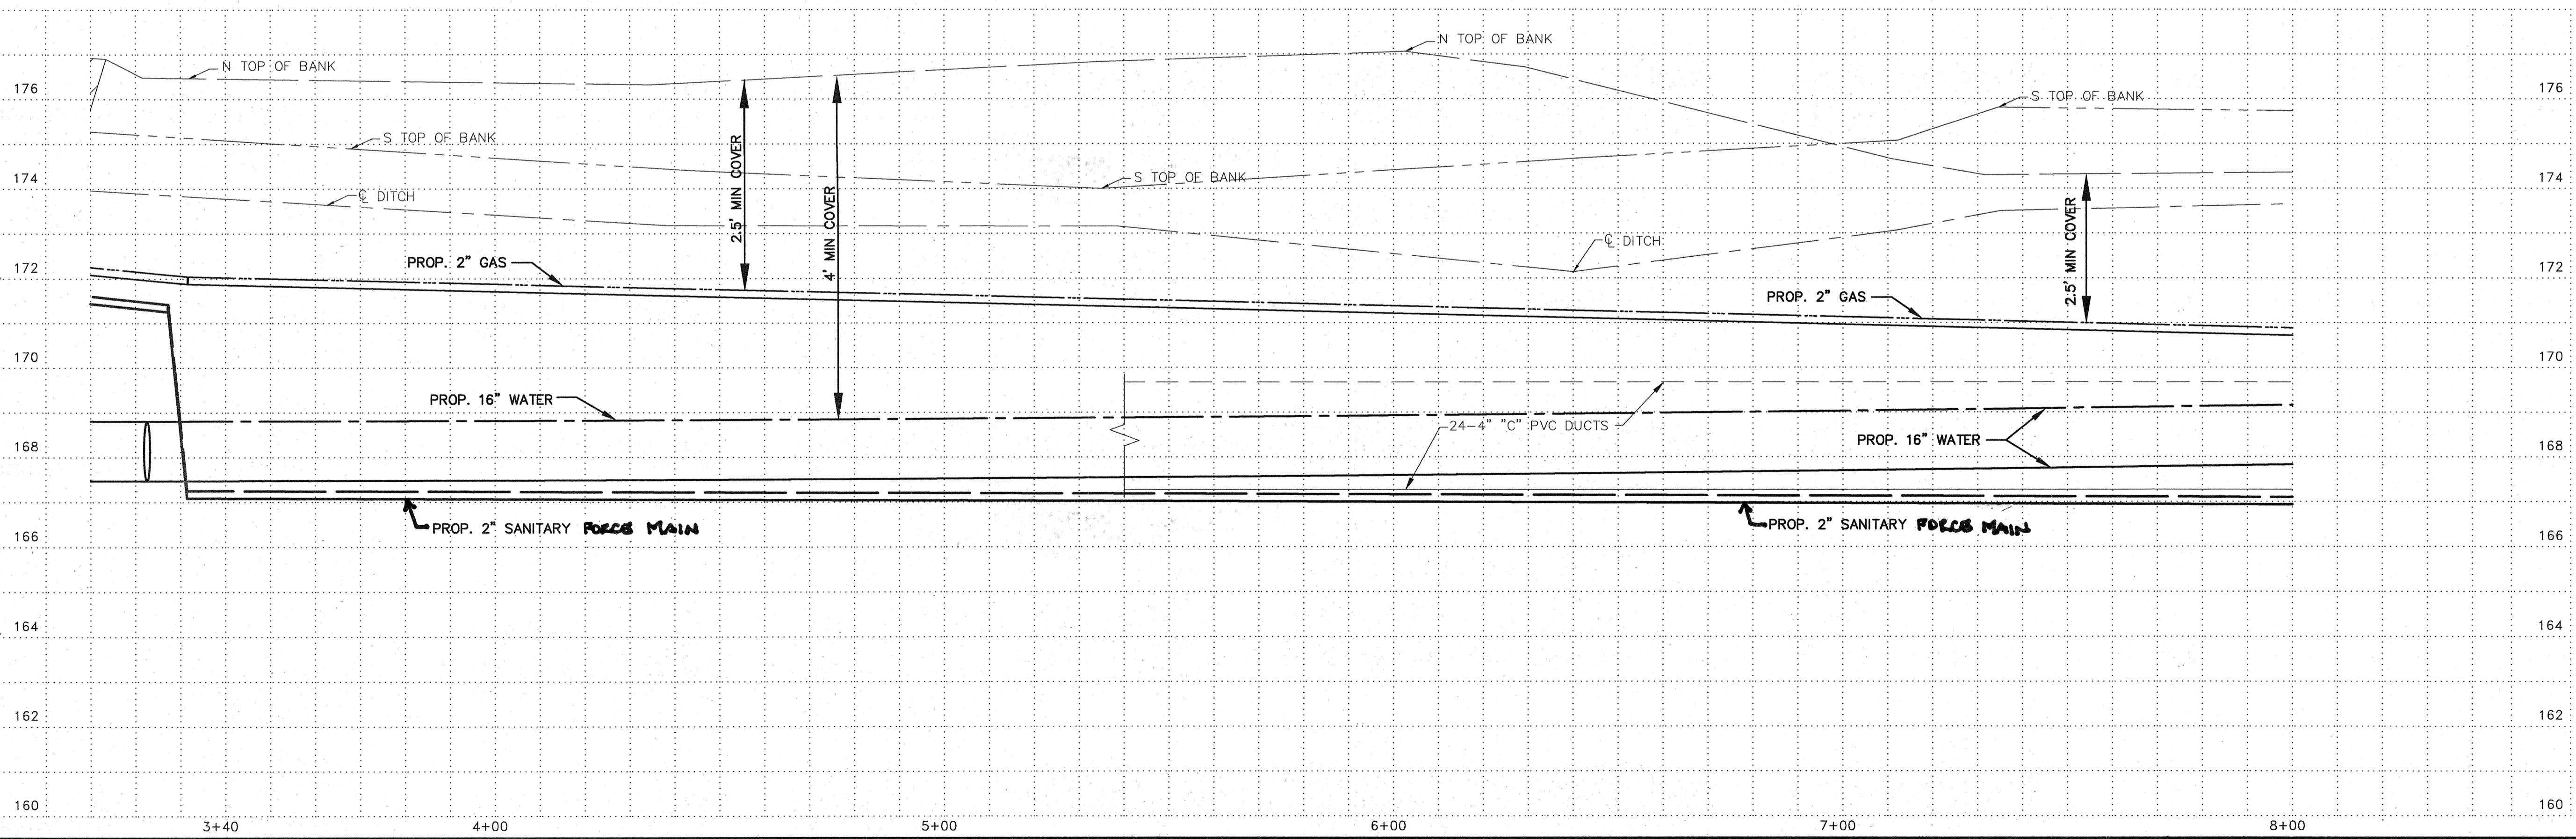 N TOP OF BANK
N TOP OF BANK
176
176
S TOP OF BANK
S TOP OF BANK
2.5' MIN COVER
174
S TOP OF BANK
174
℄ DITCH
4' MIN COVER
2.5' MIN COVER
℄ DITCH
172
PROP. 2" GAS
172
PROP. 2" GAS
170
170
PROP. 16" WATER
24-4" "C" PVC DUCTS
PROP. 16" WATER
168
168
PROP. 2" SANITARY FORCE MAIN
PROP. 2" SANITARY FORCE MAIN
166
166
164
164
162
162
160
160
3+40 4+00 5+00 6+00 7+00 8+00